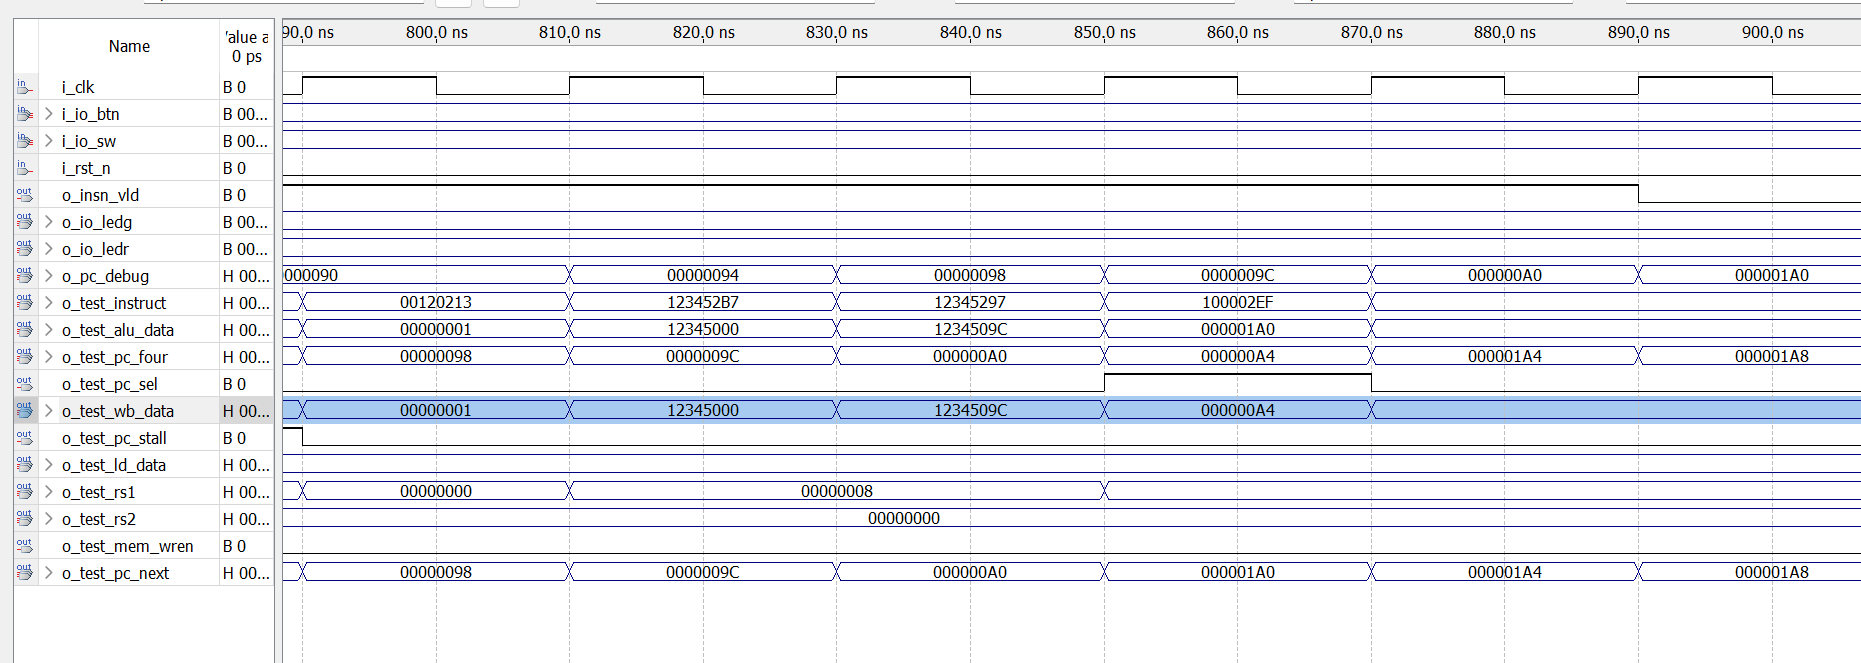 Name
Value a
0 ps
90.0 ns 800.0 ns 810.0 ns 820.0 ns 830.0 ns 840.0 ns 850.0 ns 860.0 ns 870.0 ns 880.0 ns 890.0 ns 900.0 ns
in i_clk B 0
in i_io_btn B 00...
in i_io_sw B 00...
in i_rst_n B 0
out o_insn_vld B 0
out o_io_ledg B 00...
out o_io_ledr B 00...
out o_pc_debug H 00... 0000090 00000094 00000098 0000009C 000000A0 000001A0
out o_test_instruct H 00... 00120213 123452B7 12345297 100002EF
out o_test_alu_data H 00... 00000001 12345000 1234509C 000001A0
out o_test_pc_four H 00... 00000098 0000009C 000000A0 000000A4 000001A4 000001A8
out o_test_pc_sel B 0
out o_test_wb_data H 00... 00000001 12345000 1234509C 000000A4
out o_test_pc_stall B 0
out o_test_ld_data H 00...
out o_test_rs1 H 00... 00000000 00000008
out o_test_rs2 H 00... 00000000
out o_test_mem_wren B 0
out o_test_pc_next H 00... 00000098 0000009C 000000A0 000001A0 000001A4 000001A8